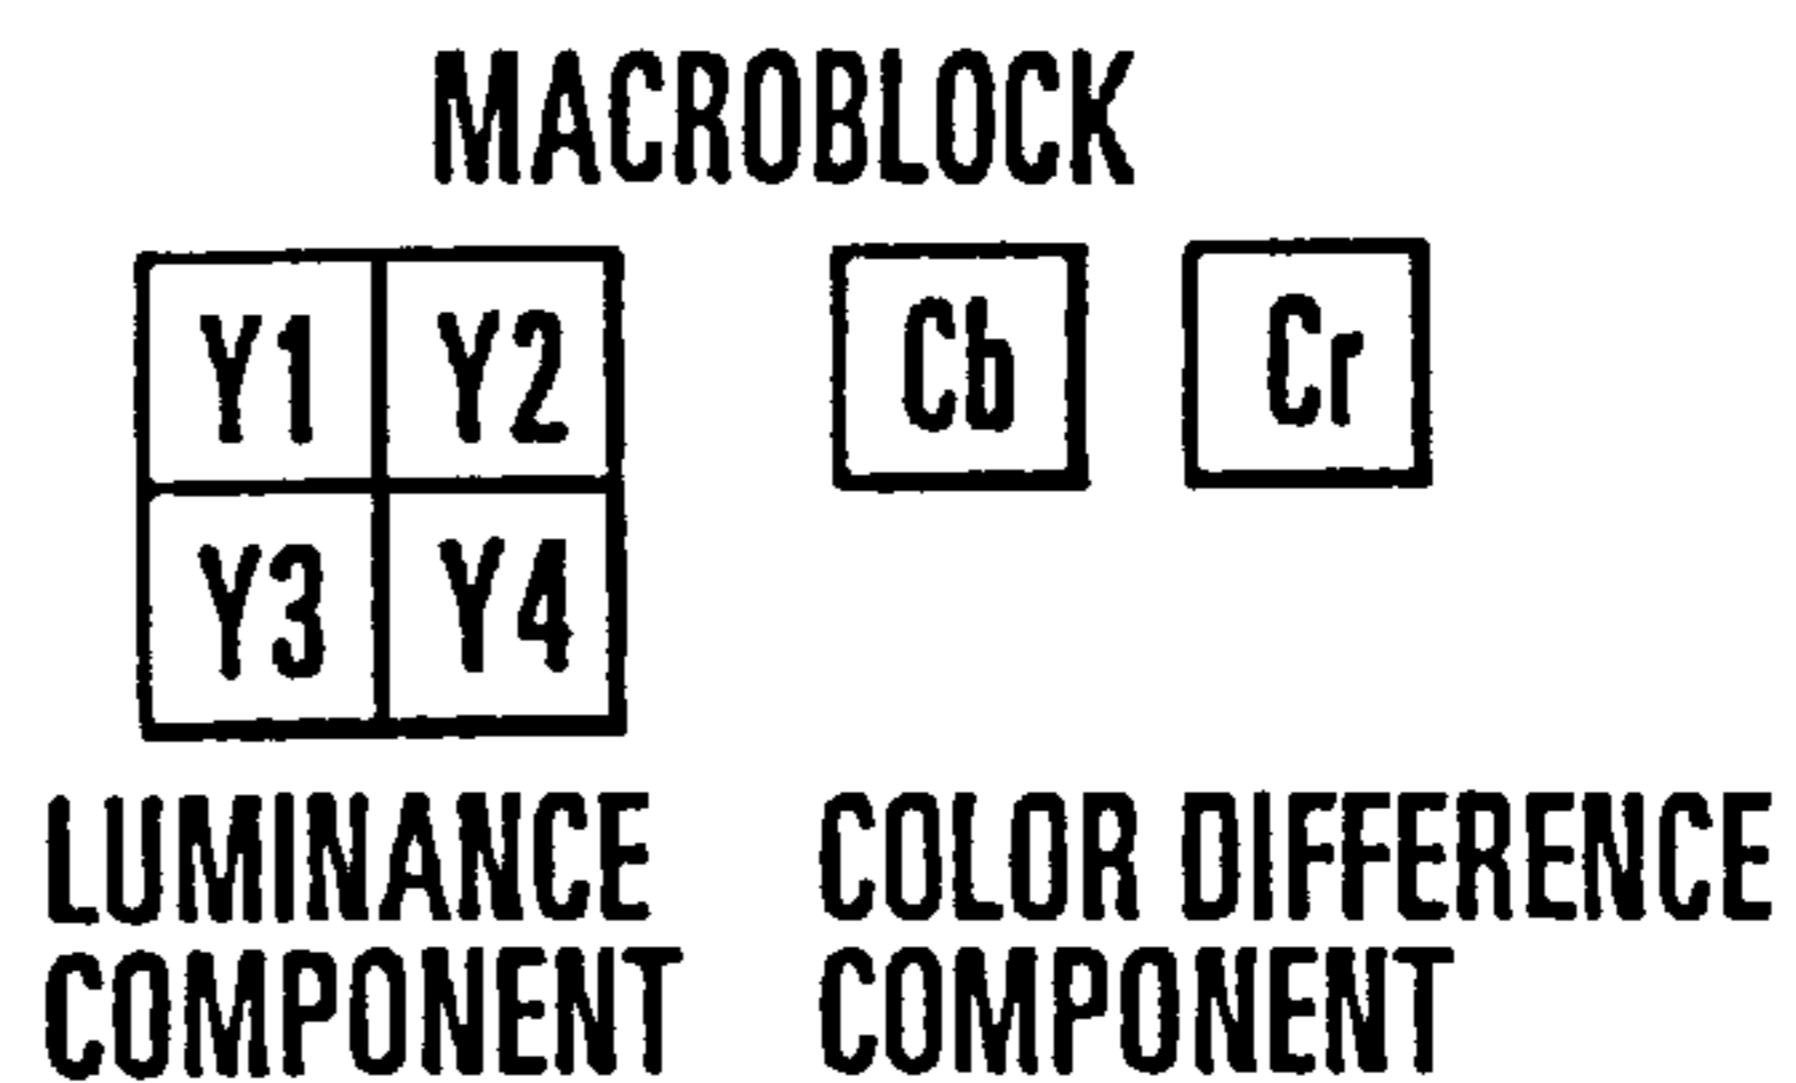 MACROBLOCK
Y1 Y2 Cb Cr
Y3 Y4
LUMINANCE COMPONENT
COLOR DIFFERENCE COMPONENT